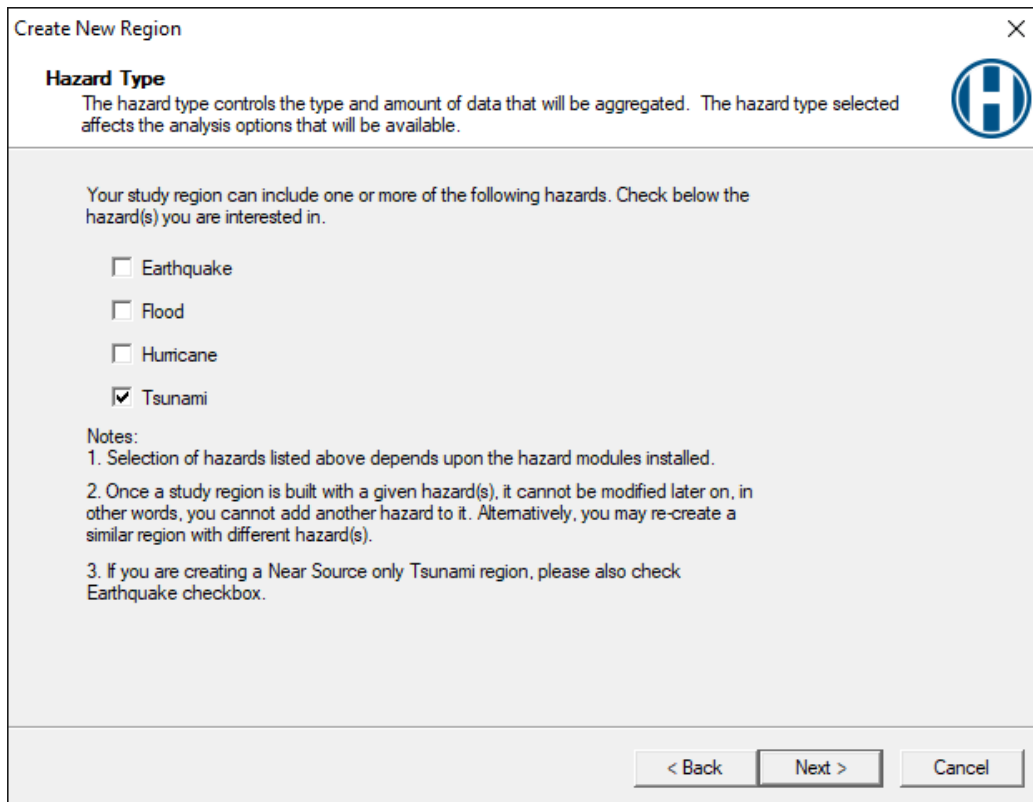 Create New Region
Hazard Type
The hazard type controls the type and amount of data that will be aggregated.  The hazard type selected
affects the analysis options that will be available.
Your study region can include one or more of the following hazards. Check below the
hazard(s) you are interested in.
Earthquake
Flood
Hurricane
Tsunami
Notes:
1. Selection of hazards listed above depends upon the hazard modules installed.
2. Once a study region is built with a given hazard(s), it cannot be modified later on, in
other words, you cannot add another hazard to it. Alternatively, you may re-create a
similar region with different hazard(s).
3. If you are creating a Near Source only Tsunami region, please also check
Earthquake checkbox.
< Back Next > Cancel